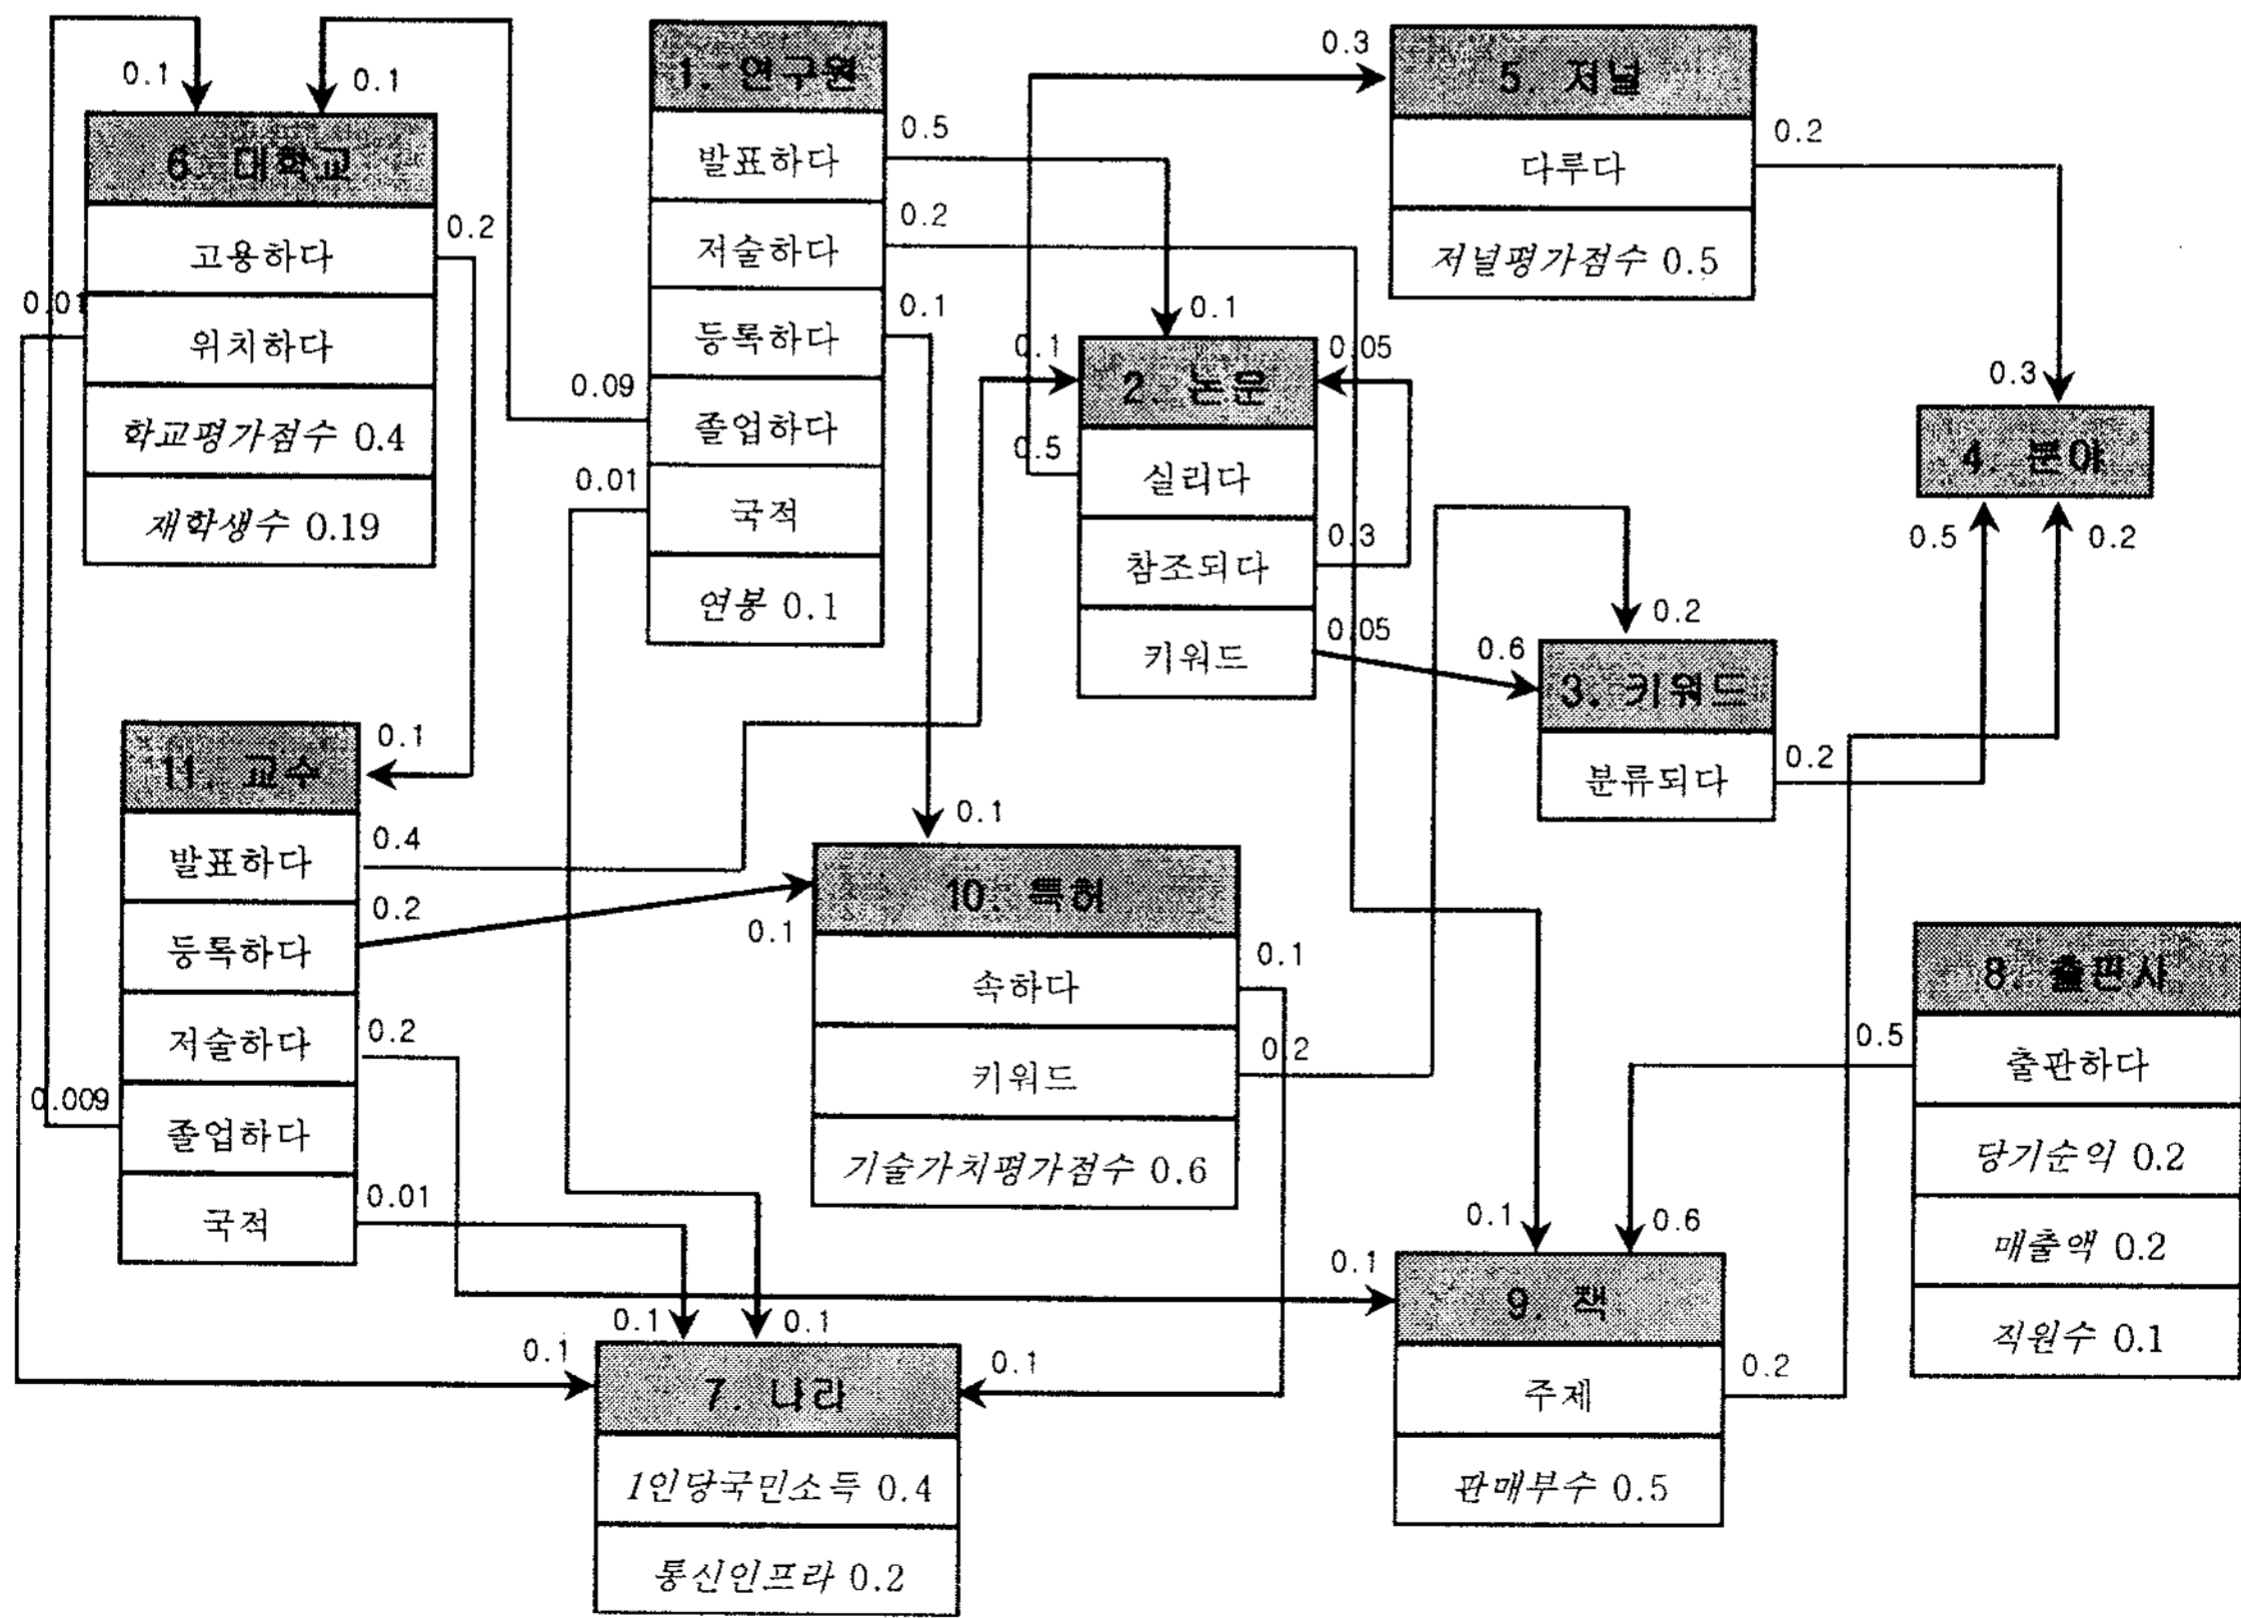 0.1
0.1
6. 대학교
고용하다
0.2
0.01
위치하다
학교평가점수 0.4
재학생수 0.19
1. 연구원
발표하다
0.5
저술하다
0.2
등록하다
0.1
0.09
졸업하다
0.01
국적
연봉 0.1
0.3
5. 저널
다루다
0.2
저널평가점수 0.5
0.1
0.1
0.05
2. 논문
0.5
실리다
참조되다
0.3
키워드
0.05
0.3
4. 분야
0.5
0.2
0.2
0.6
3. 키워드
분류되다
0.2
0.1
11. 교수
발표하다
0.4
등록하다
0.2
저술하다
0.2
0.009
졸업하다
국적
0.01
0.1
0.1
10. 특허
속하다
0.1
키워드
0.2
기술가치평가점수 0.6
8. 출판사
0.5
출판하다
당기순익 0.2
매출액 0.2
직원수 0.1
0.1
0.6
0.1
9. 책
주제
0.2
판매부수 0.5
0.1
0.1
0.1
0.1
7. 나라
1인당국민소득 0.4
통신인프라 0.2